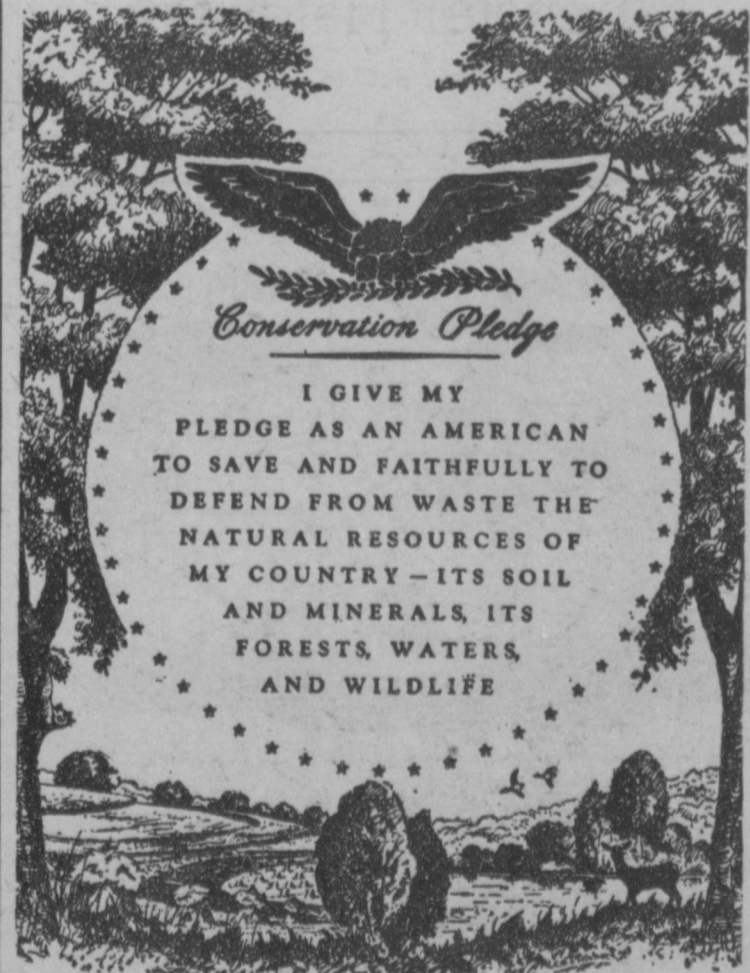 Conservation Pledge
I GIVE MY
PLEDGE AS AN AMERICAN
TO SAVE AND FAITHFULLY TO
DEFEND FROM WASTE THE
NATURAL RESOURCES OF
MY COUNTRY – ITS SOIL
AND MINERALS, ITS
FORESTS, WATERS,
AND WILDLIFE